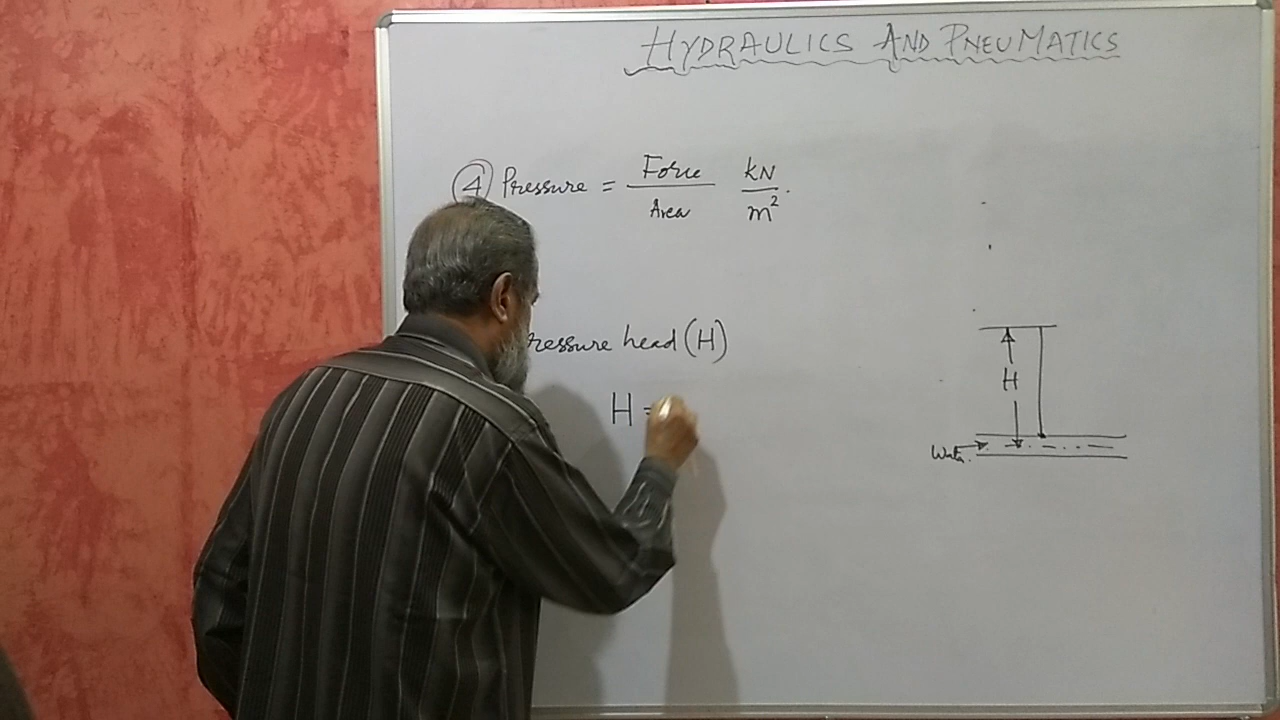 HYDRAULICS AND PNEUMATICS
④ Pressure = Force / Area kN / m².
ressure head (H)
H =
H
Wate.